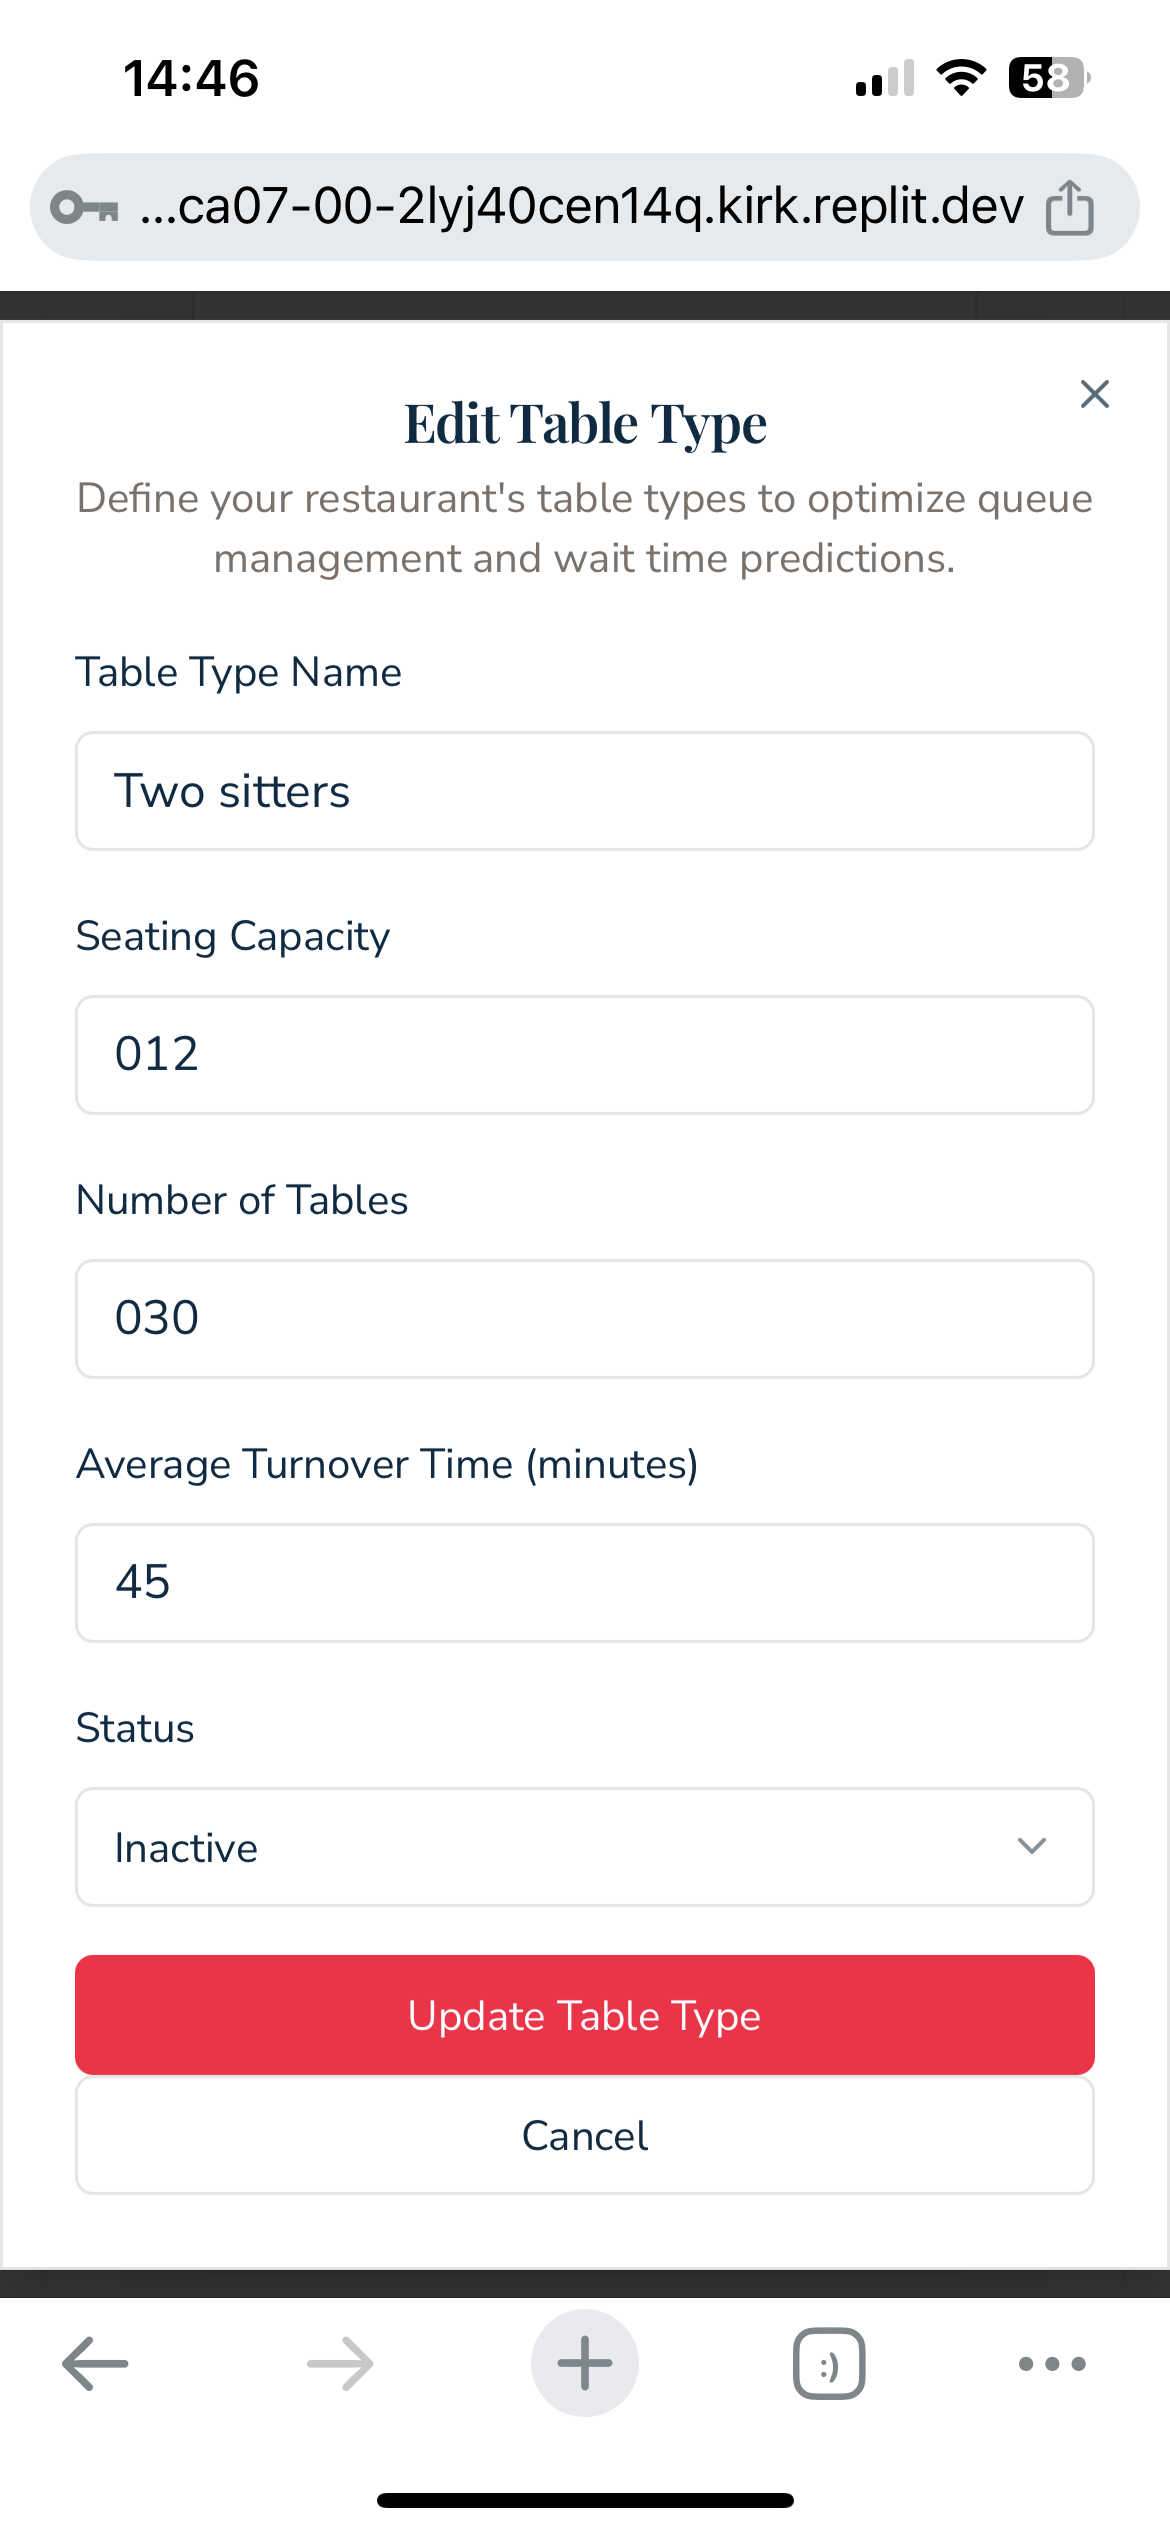 14:46
58
...ca07-00-2lyj40cen14q.kirk.replit.dev
Edit Table Type
Define your restaurant's table types to optimize queue
management and wait time predictions.
Table Type Name
Two sitters
Seating Capacity
012
Number of Tables
030
Average Turnover Time (minutes)
45
Status
Inactive
Update Table Type
Cancel
:)